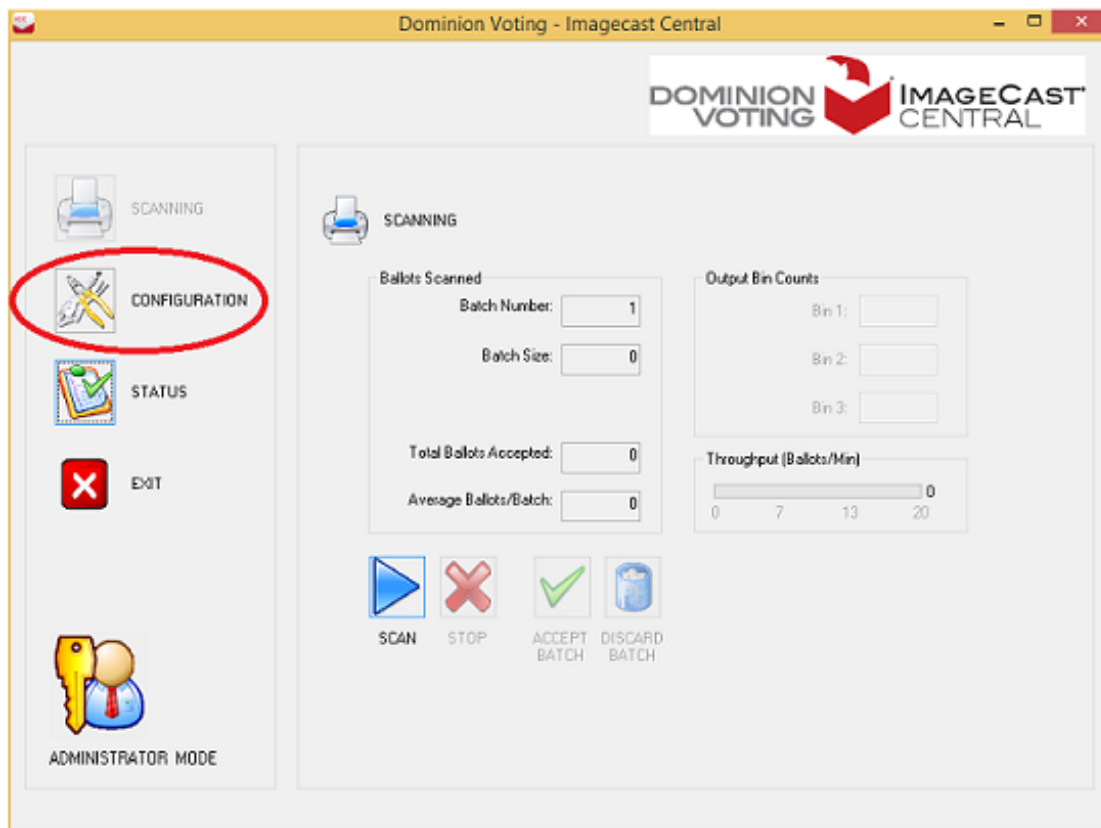 Dominion Voting - Imagecast Central
DOMINION VOTING
IMAGECAST CENTRAL
SCANNING
CONFIGURATION
STATUS
EXIT
ADMINISTRATOR MODE
SCANNING
Ballots Scanned
Batch Number: 1
Batch Size: 0
Total Ballots Accepted: 0
Average Ballots/Batch: 0
Output Bin Counts
Bin 1:
Bin 2:
Bin 3:
Throughput (Ballots/Min)
0
0 7 13 20
SCAN
STOP
ACCEPT BATCH
DISCARD BATCH